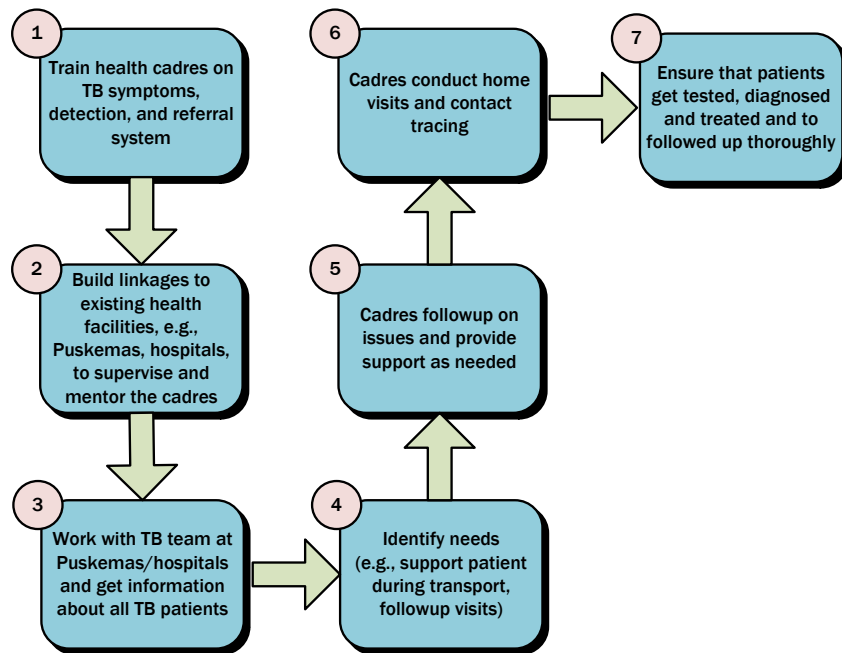 1
Train health cadres on
TB symptoms,
detection, and referral
system
2
Build linkages to
existing health
facilities, e.g.,
Puskemas, hospitals,
to supervise and
mentor the cadres
3
Work with TB team at
Puskemas/hospitals
and get information
about all TB patients
4
Identify needs
(e.g., support patient
during transport,
followup visits)
5
Cadres followup on
issues and provide
support as needed
6
Cadres conduct home
visits and contact
tracing
7
Ensure that patients
get tested, diagnosed
and treated and to
followed up thoroughly